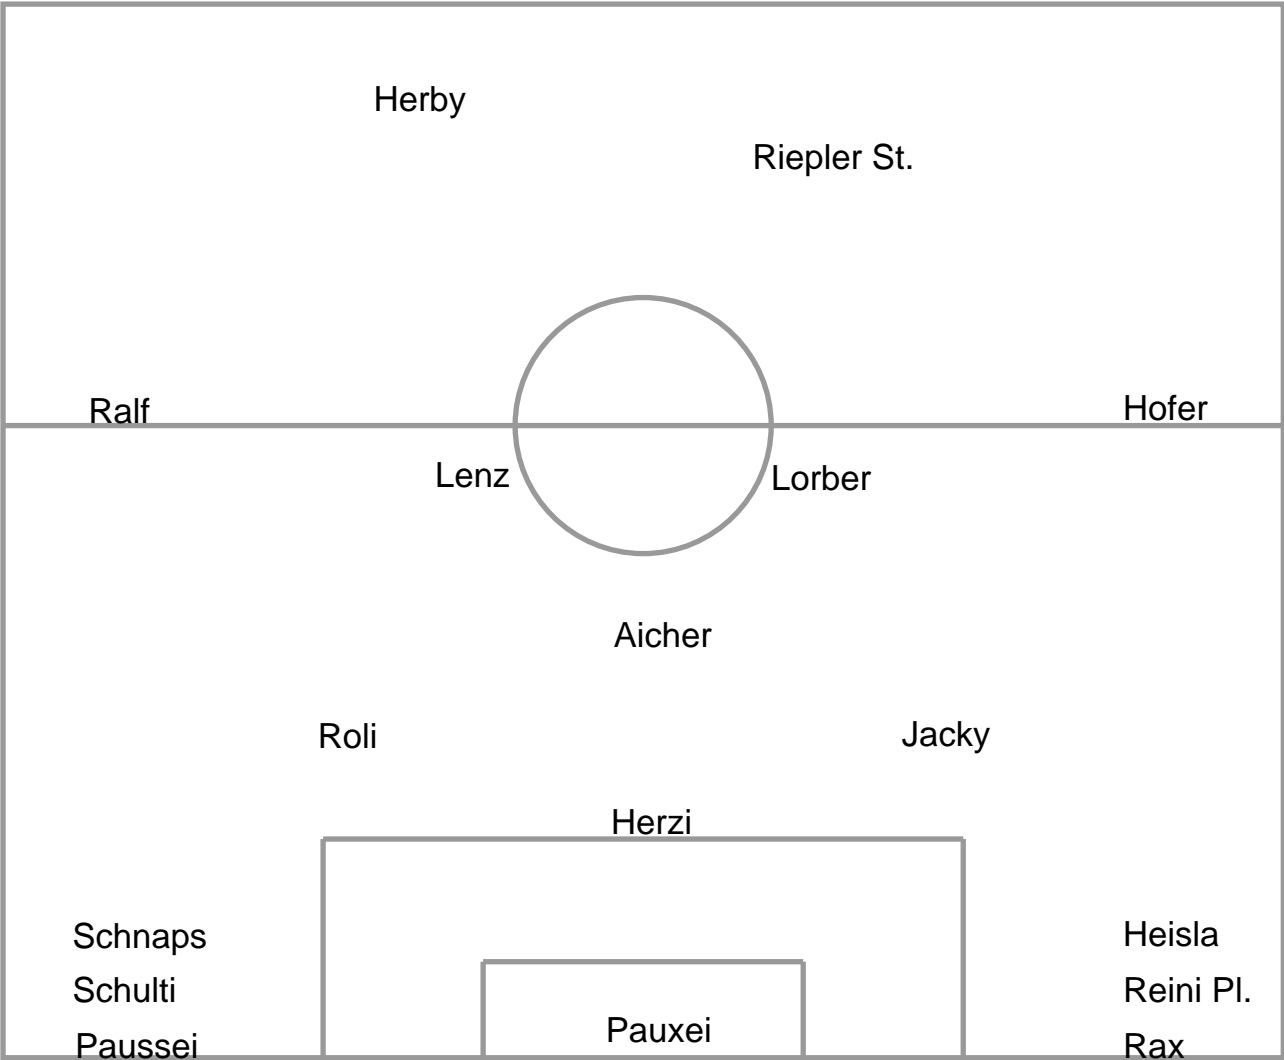 Herby
Riepler St.
Ralf
Hofer
Lenz
Lorber
Aicher
Roli
Jacky
Herzi
Schnaps
Heisla
Schulti
Reini Pl.
Pauxei
Paussei
Rax